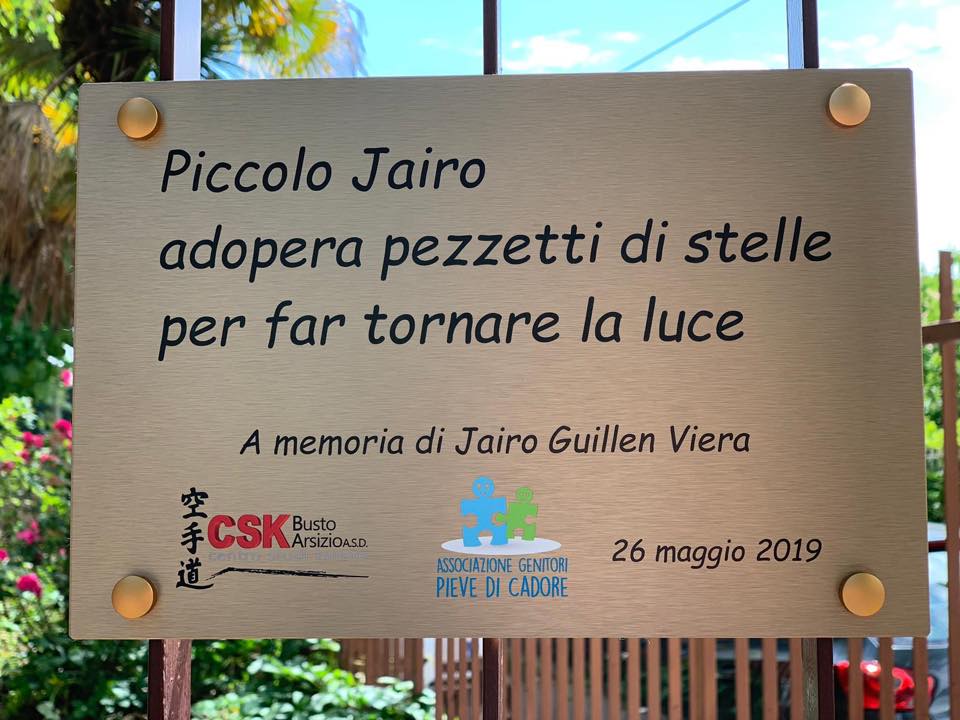 Piccolo Jairo
adopera pezzetti di stelle
per far tornare la luce
A memoria di Jairo Guillen Viera
空手道
CSK Busto
Arsizio A.S.D.
ASSOCIAZIONE GENITORI
PIEVE DI CADORE
26 maggio 2019